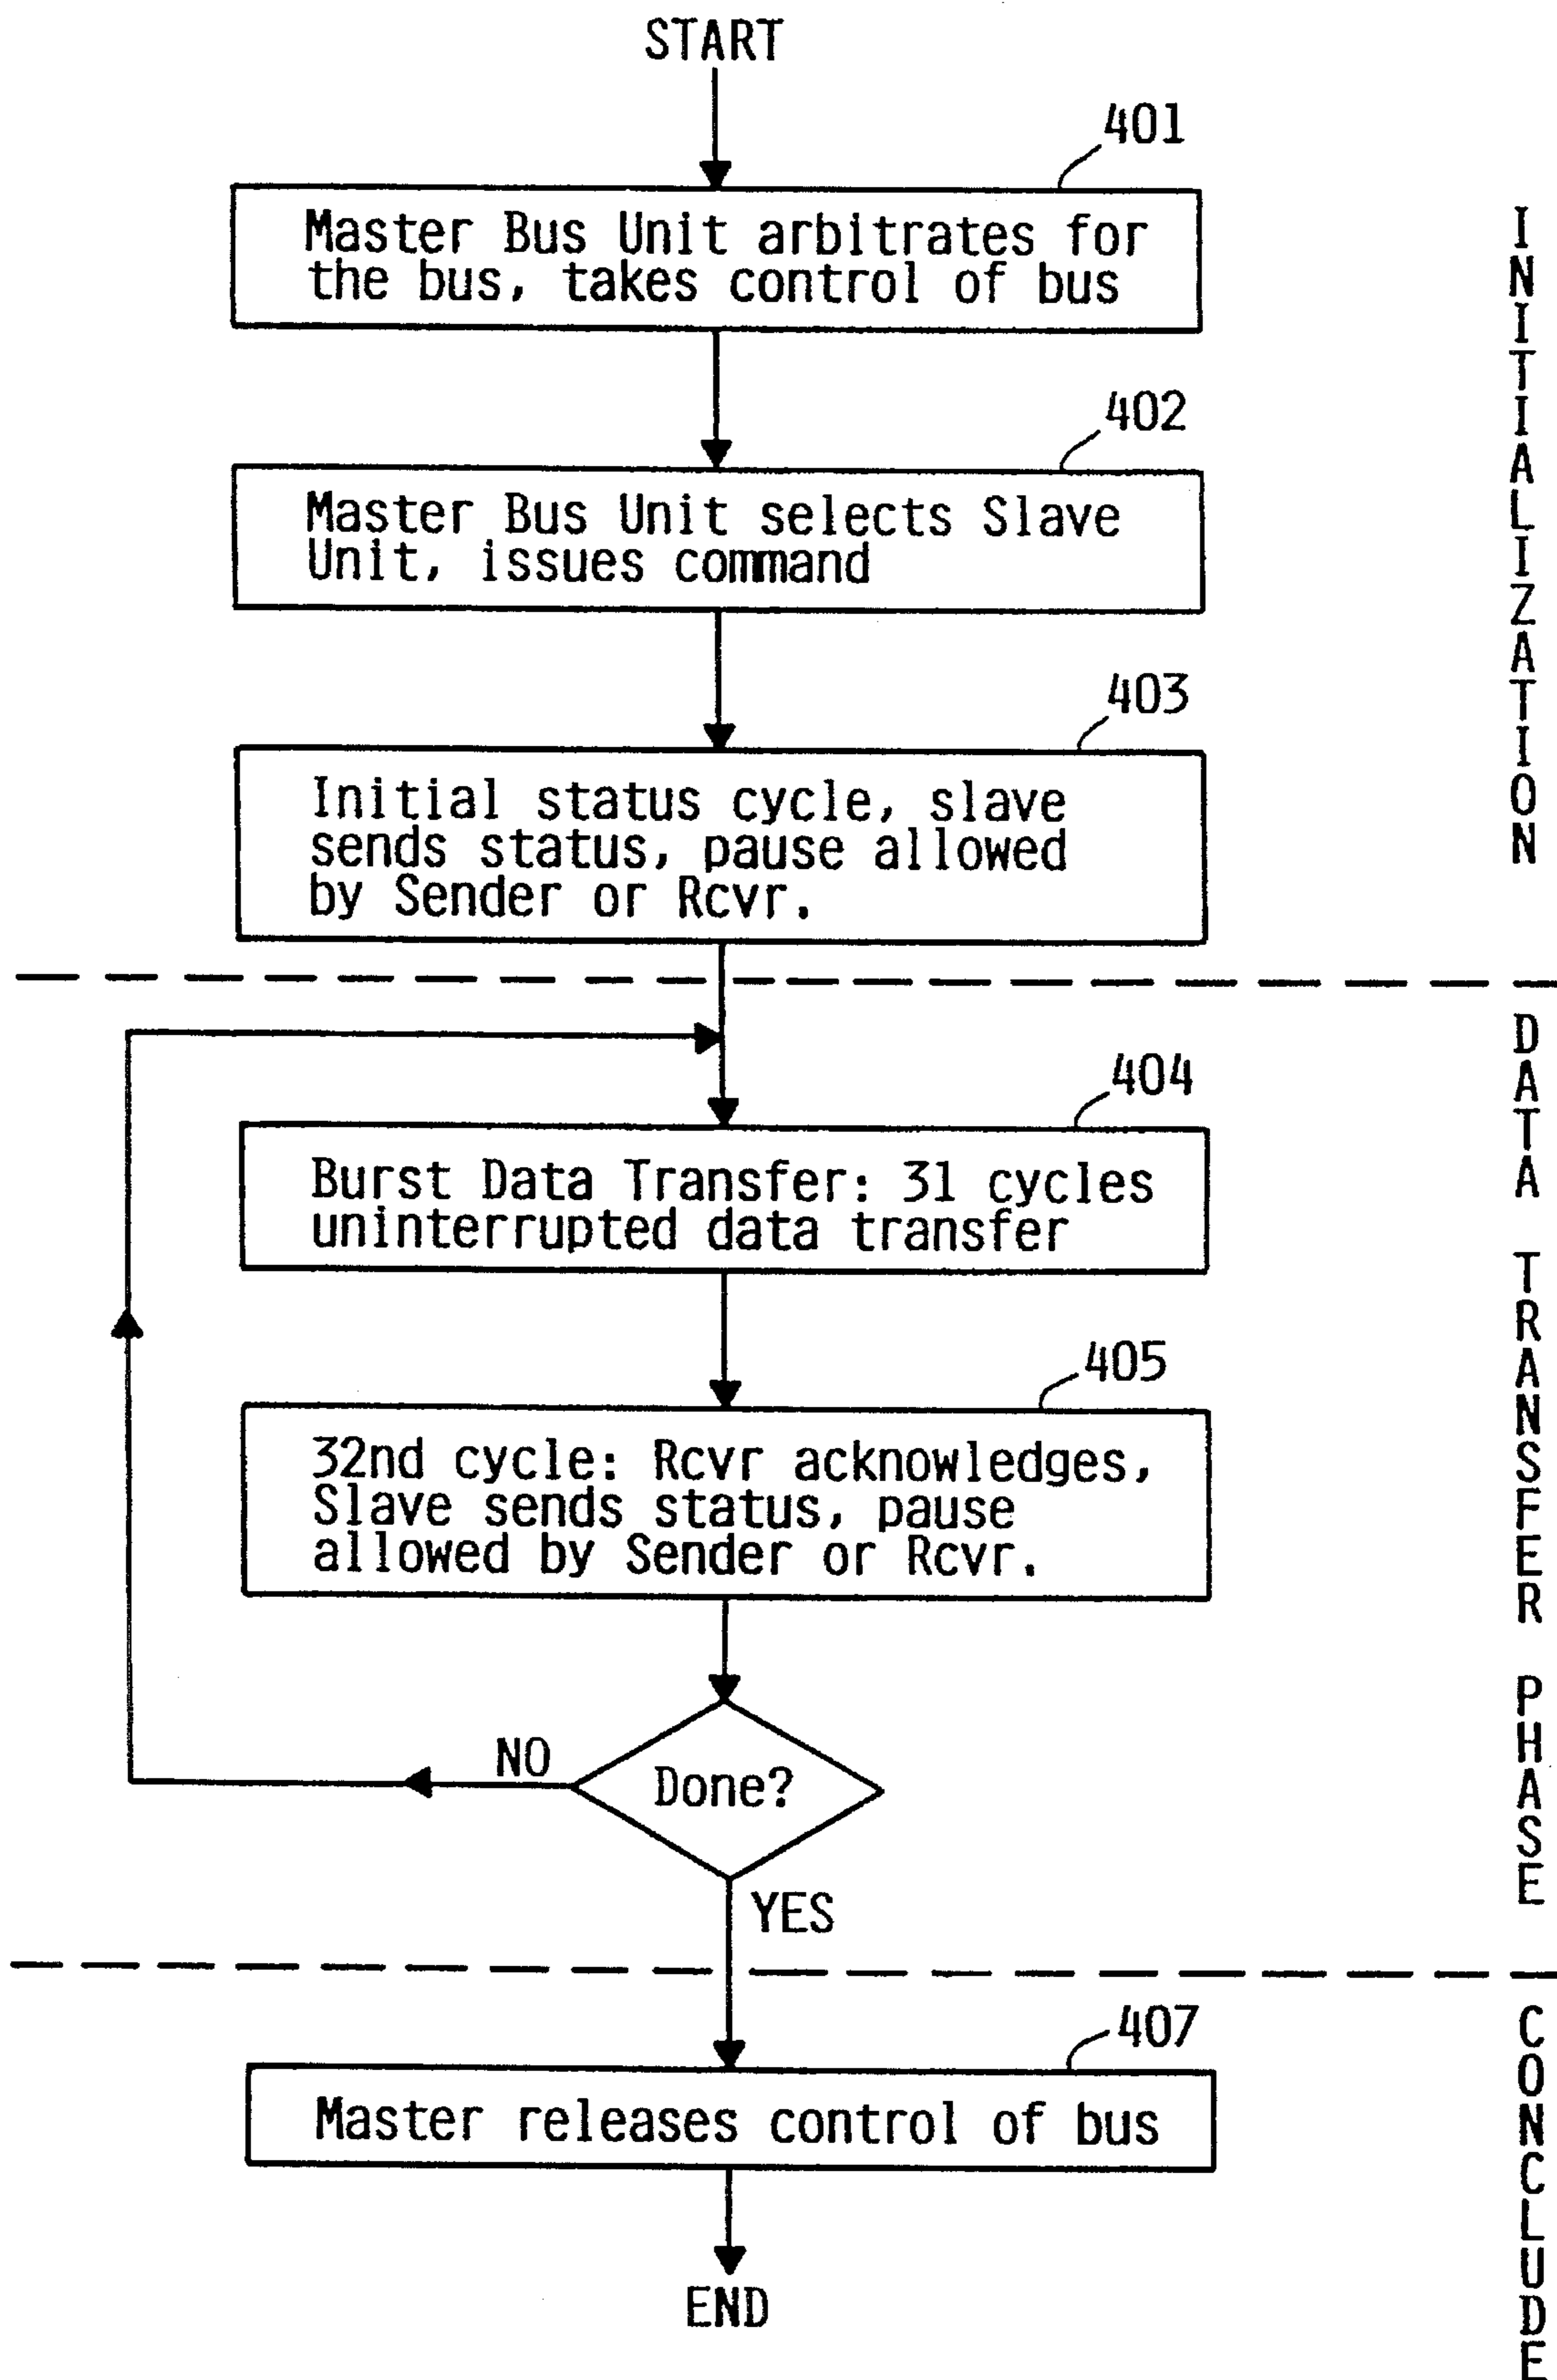 START
401
Master Bus Unit arbitrates for
the bus, takes control of bus
402
Master Bus Unit selects Slave
Unit, issues command
403
Initial status cycle, slave
sends status, pause allowed
by Sender or Rcvr.
INITIALIZATION
404
Burst Data Transfer: 31 cycles
uninterrupted data transfer
405
32nd cycle: Rcvr acknowledges,
Slave sends status, pause
allowed by Sender or Rcvr.
Done?
NO
YES
DATA TRANSFER PHASE
407
Master releases control of bus
END
CONCLUDE